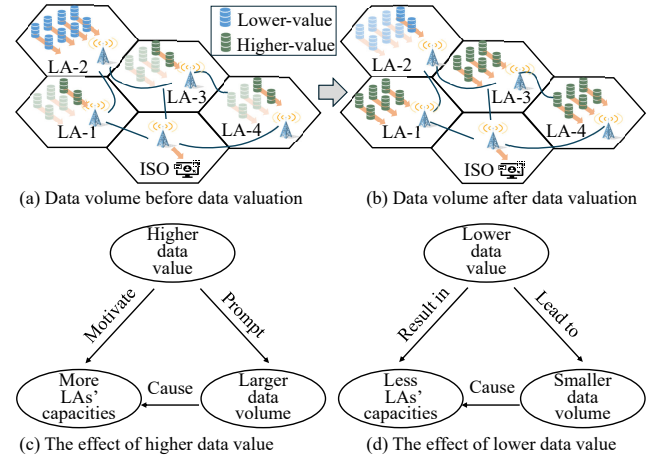 Lower-value
Higher-value
LA-2
LA-3
LA-1
LA-4
ISO
LA-2
LA-3
LA-1
LA-4
ISO
(a) Data volume before data valuation
(b) Data volume after data valuation
Higher
data
value
Motivate
Prompt
More
LAs'
capacities
Cause
Larger
data
volume
(c) The effect of higher data value
Lower
data
value
Result in
Lead to
Less
LAs'
capacities
Cause
Smaller
data
volume
(d) The effect of lower data value